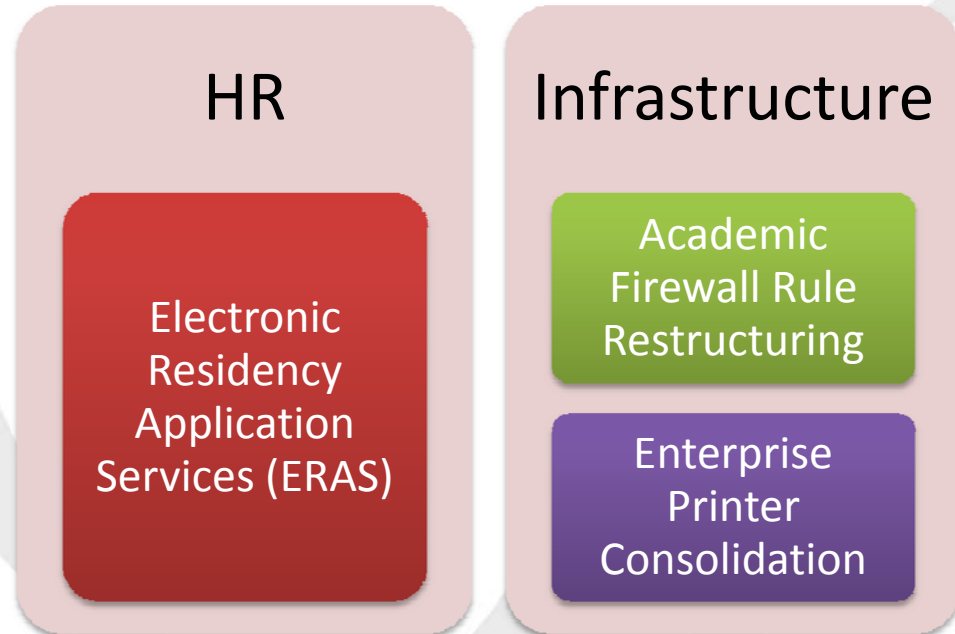 HR
Electronic
Residency
Application
Services (ERAS)
Infrastructure
Academic
Firewall Rule
Restructuring
Enterprise
Printer
Consolidation